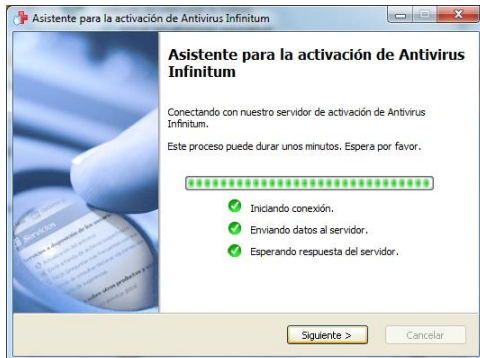 Asistente para la activación de Antivirus Infinitum
Asistente para la activación de Antivirus
Infinitum
Conectando con nuestro servidor de activación de Antivirus
Infinitum.
Este proceso puede durar unos minutos. Espera por favor.
Iniciando conexión.
Enviando datos al servidor.
Esperando respuesta del servidor.
Servicios
Siguiente >
Cancelar